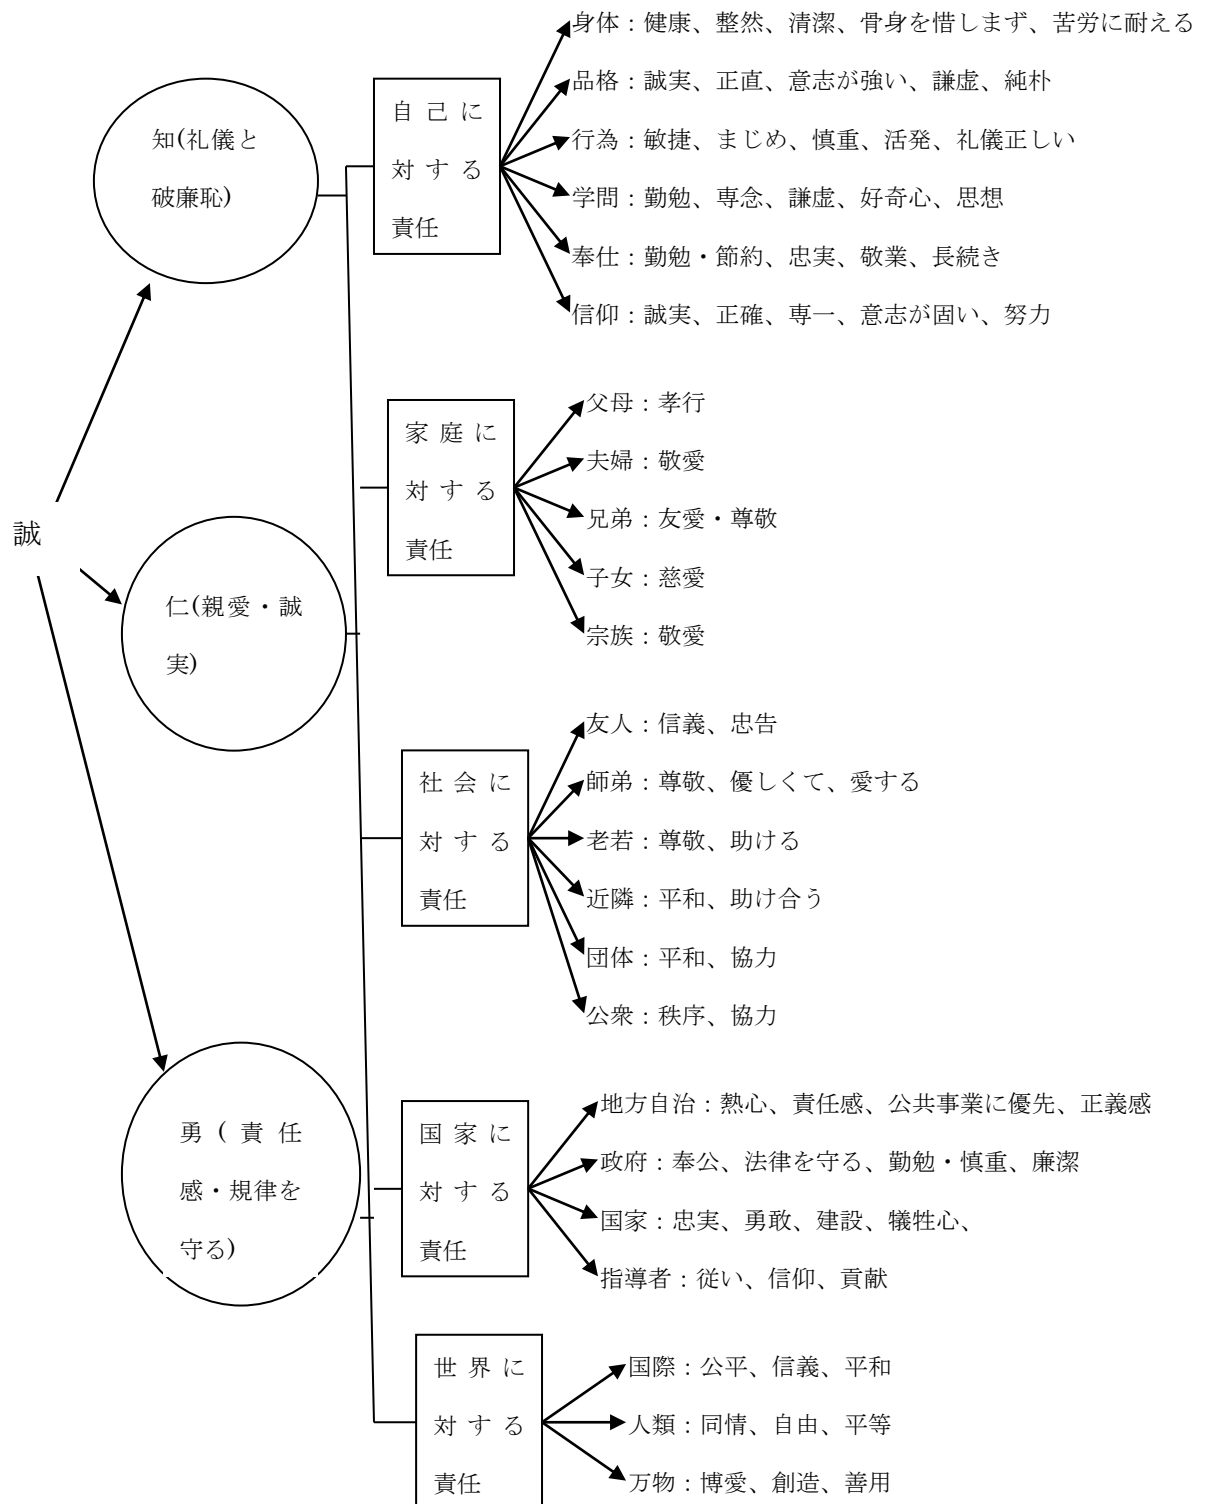 誠
知(礼儀と
破廉恥)
仁(親愛・誠
実)
勇(責任
感・規律を
守る)
自己に
対する
責任
身体：健康、整然、清潔、骨身を惜しまず、苦労に耐える
品格：誠実、正直、意志が強い、謙虚、純朴
行為：敏捷、まじめ、慎重、活発、礼儀正しい
学問：勤勉、専念、謙虚、好奇心、思想
奉仕：勤勉・節約、忠実、敬業、長続き
信仰：誠実、正確、専一、意志が固い、努力
家庭に
対する
責任
父母：孝行
夫婦：敬愛
兄弟：友愛・尊敬
子女：慈愛
宗族：敬愛
社会に
対する
責任
友人：信義、忠告
師弟：尊敬、優しくて、愛する
老若：尊敬、助ける
近隣：平和、助け合う
団体：平和、協力
公衆：秩序、協力
国家に
対する
責任
地方自治：熱心、責任感、公共事業に優先、正義感
政府：奉公、法律を守る、勤勉・慎重、廉潔
国家：忠実、勇敢、建設、犠牲心、
指導者：従い、信仰、貢献
世界に
対する
責任
国際：公平、信義、平和
人類：同情、自由、平等
万物：博愛、創造、善用